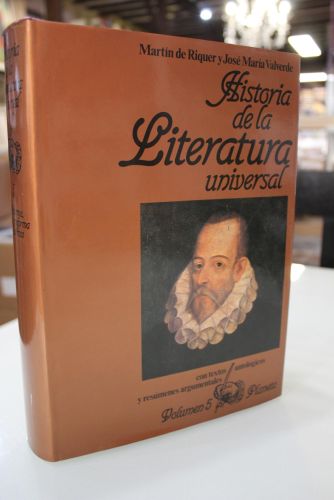 Martín de Riquer y José María Valverde
Historia
de la
Literatura
universal
con textos antológicos
y resúmenes argumentales
Volumen 5 Planeta